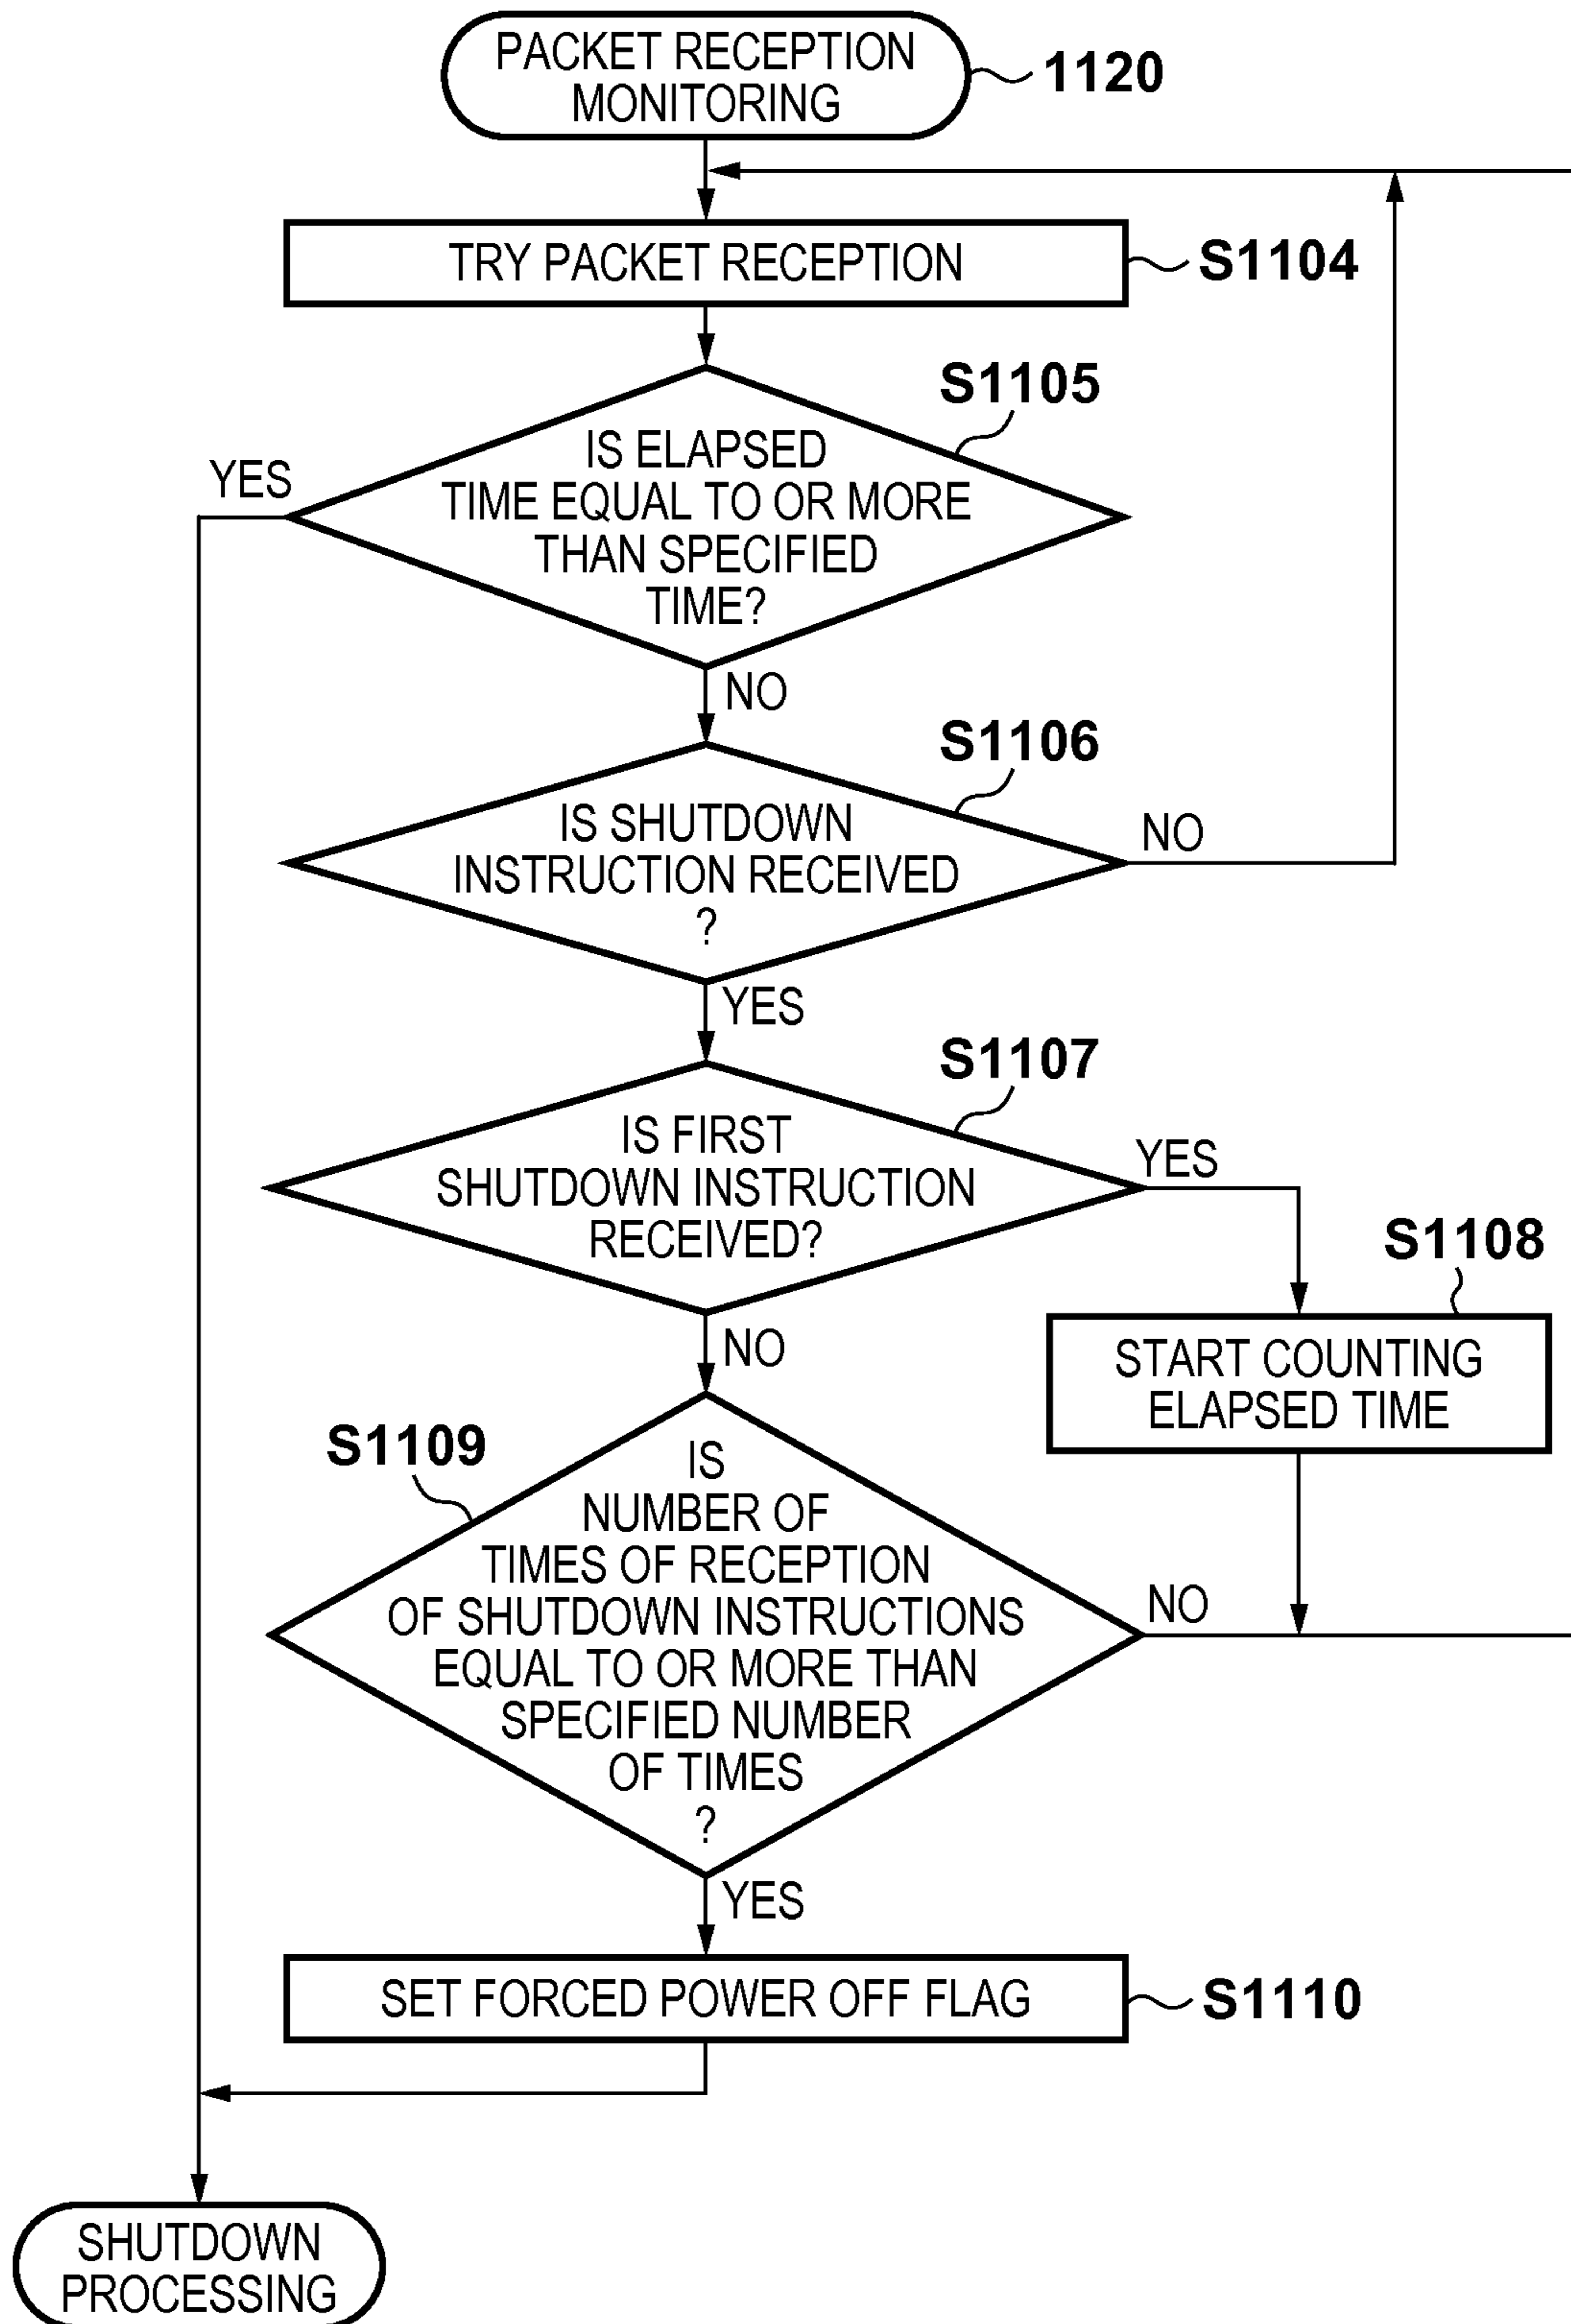 PACKET RECEPTION
MONITORING
1120
TRY PACKET RECEPTION
S1104
S1105
IS ELAPSED
TIME EQUAL TO OR MORE
THAN SPECIFIED
TIME?
YES
NO
S1106
IS SHUTDOWN
INSTRUCTION RECEIVED
?
NO
YES
S1107
IS FIRST
SHUTDOWN INSTRUCTION
RECEIVED?
YES
NO
S1108
START COUNTING
ELAPSED TIME
S1109
IS
NUMBER OF
TIMES OF RECEPTION
OF SHUTDOWN INSTRUCTIONS
EQUAL TO OR MORE THAN
SPECIFIED NUMBER
OF TIMES
?
NO
YES
SET FORCED POWER OFF FLAG
S1110
SHUTDOWN
PROCESSING